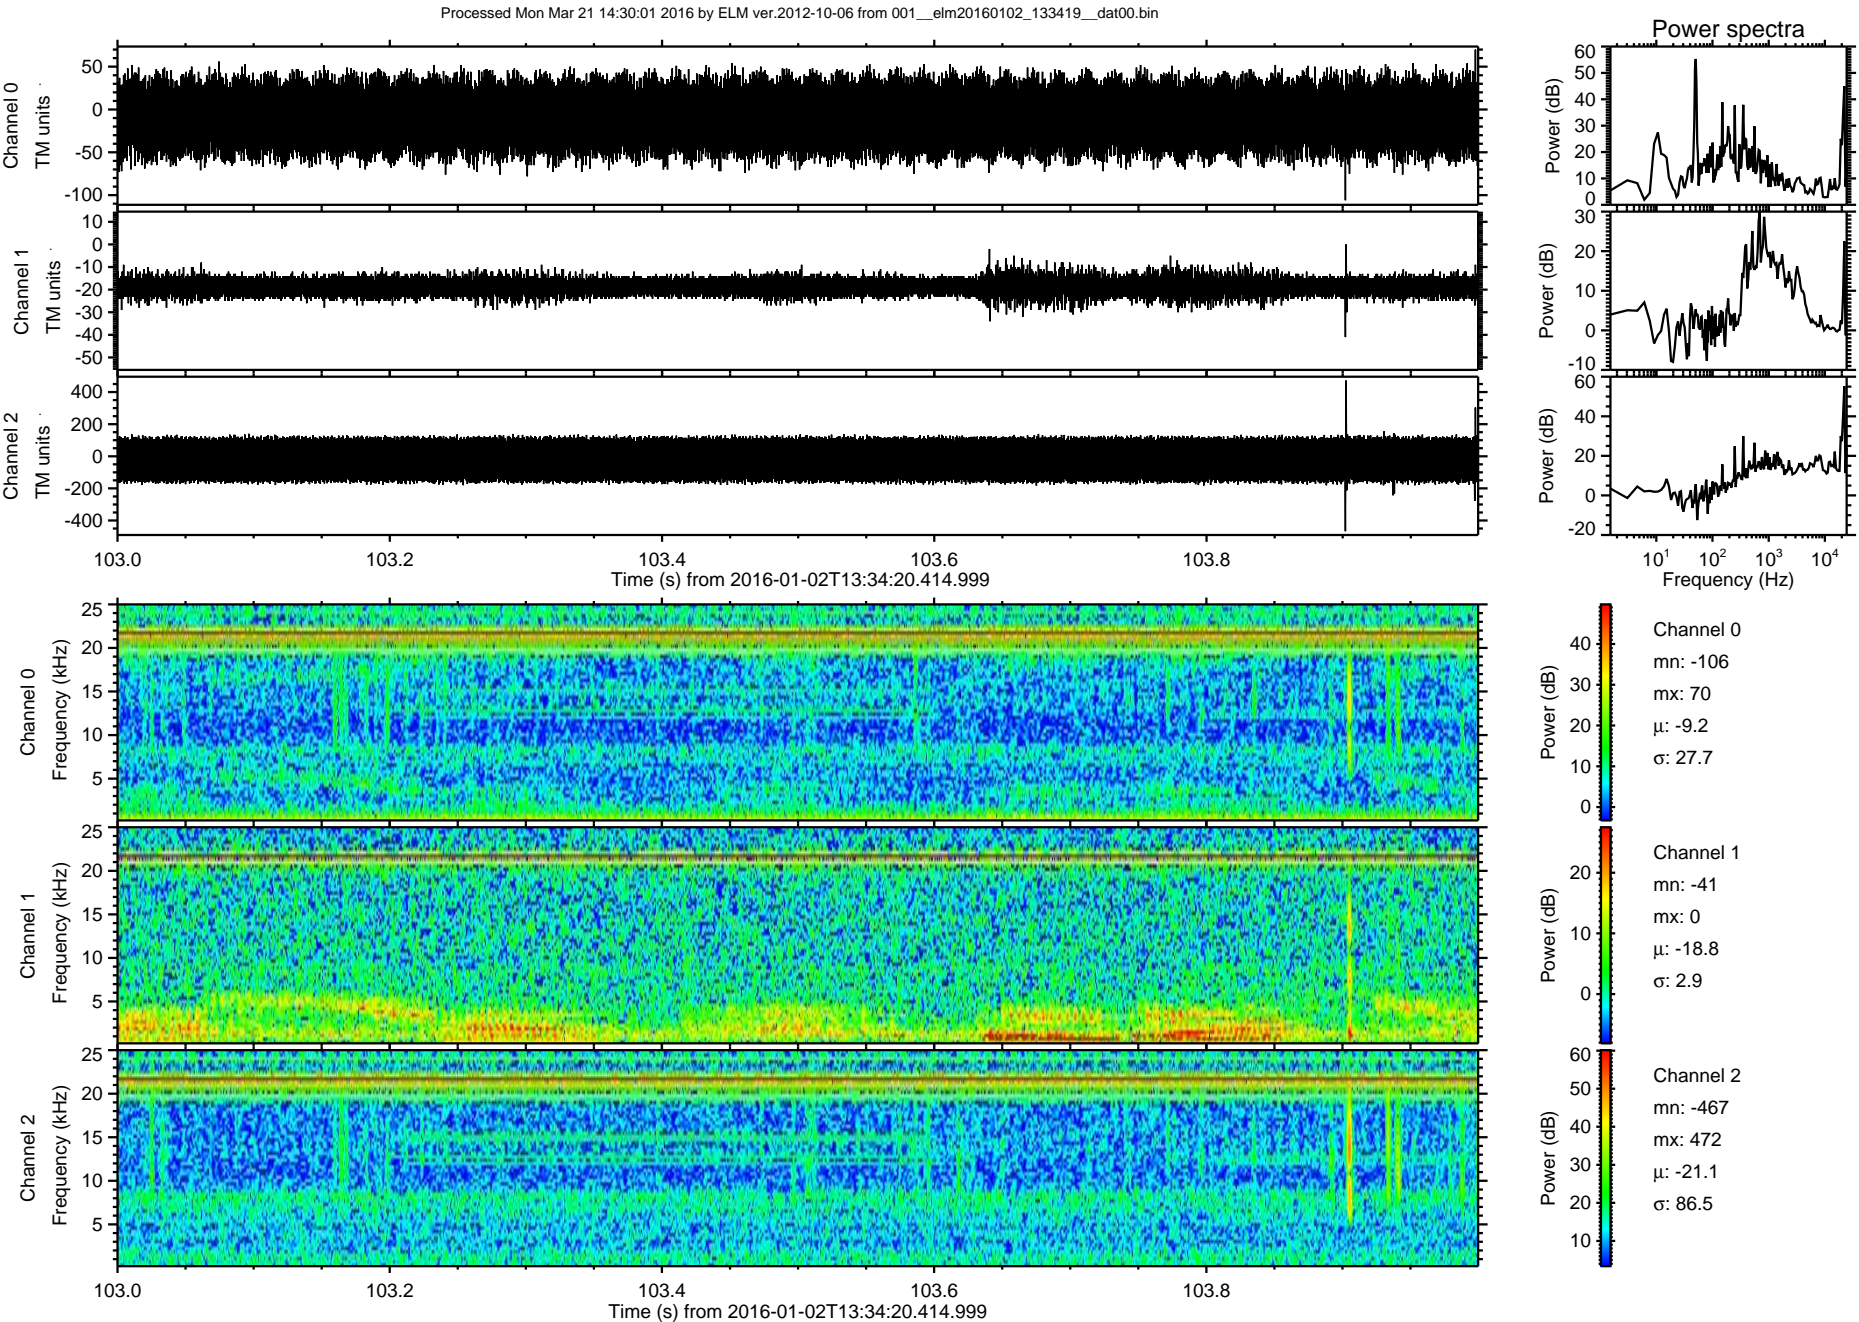 Processed Mon Mar 21 14:30:01 2016 by ELM ver.2012-10-06 from 001__elm20160102_133419__dat00.bin
Power spectra
Channel 0
TM units
50
0
-50
-100
Power (dB)
60
50
40
30
20
10
0
Channel 1
TM units
10
0
-10
-20
-30
-40
-50
Power (dB)
30
20
10
0
-10
Channel 2
TM units
400
200
0
-200
-400
Power (dB)
60
40
20
0
-20
103.0 103.2 103.4 103.6 103.8
Time (s) from 2016-01-02T13:34:20.414.999
10¹ 10² 10³ 10⁴
Frequency (Hz)
Channel 0
Frequency (kHz)
25
20
15
10
5
Power (dB)
40
30
20
10
0
Channel 0
mn: -106
mx: 70
μ: -9.2
σ: 27.7
Channel 1
Frequency (kHz)
25
20
15
10
5
Power (dB)
20
10
0
Channel 1
mn: -41
mx: 0
μ: -18.8
σ: 2.9
Channel 2
Frequency (kHz)
25
20
15
10
5
Power (dB)
60
50
40
30
20
10
Channel 2
mn: -467
mx: 472
μ: -21.1
σ: 86.5
103.0 103.2 103.4 103.6 103.8
Time (s) from 2016-01-02T13:34:20.414.999